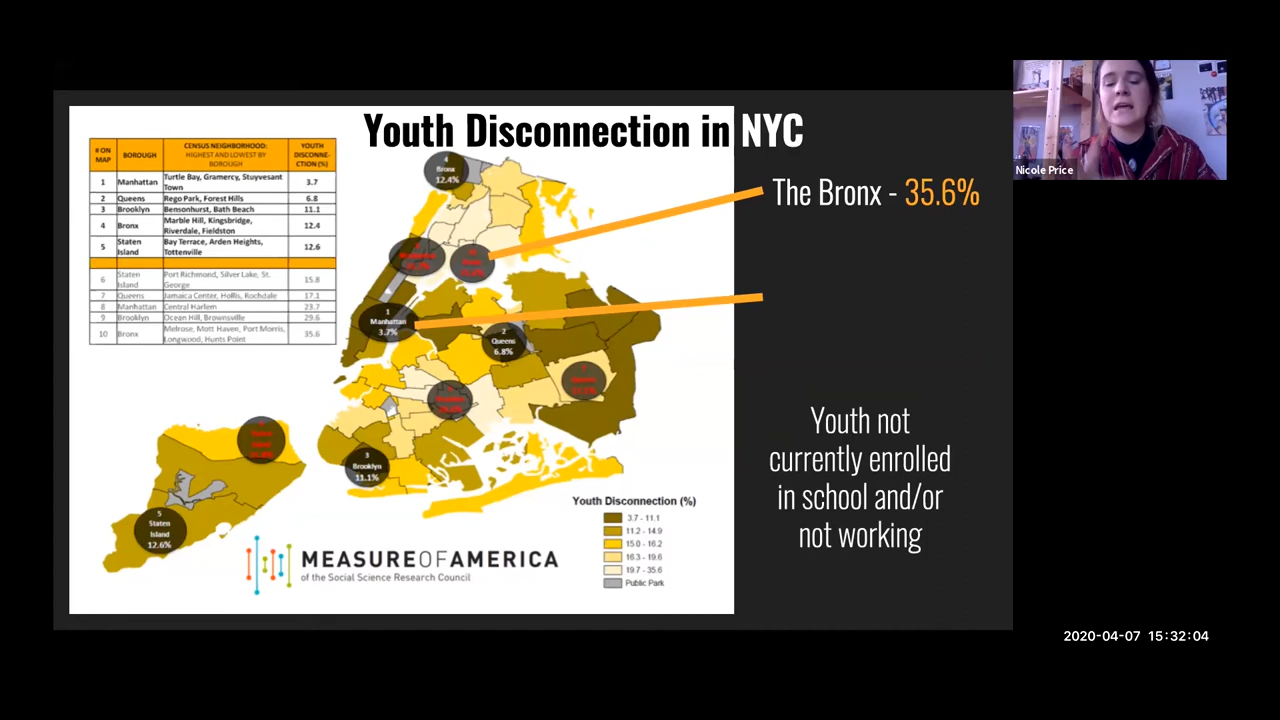 Youth Disconnection in NYC
# ON MAP
BOROUGH
CENSUS NEIGHBORHOOD: HIGHEST AND LOWEST BY BOROUGH
YOUTH DISCONNE-CTION (%)
1 Manhattan Turtle Bay, Gramercy, Stuyvesant Town 3.7
2 Queens Rego Park, Forest Hills 6.8
3 Brooklyn Bensonhurst, Bath Beach 11.1
4 Bronx Marble Hill, Kingsbridge, Riverdale, Fieldston 12.4
5 Staten Island Bay Terrace, Arden Heights, Tottenville 12.6
6 Staten Island Port Richmond, Silver Lake, St. George 15.8
7 Queens Jamaica Center, Hollis, Rochdale 17.1
8 Manhattan Central Harlem 23.7
9 Brooklyn Ocean Hill, Brownsville 29.6
10 Bronx Melrose, Mott Haven, Port Morris, Longwood, Hunts Point 35.6
4
Bronx
12.4%
1
Manhattan
3.7%
2
Queens
6.8%
3
Brooklyn
11.1%
5
Staten
Island
12.6%
The Bronx - 35.6%
Youth not
currently enrolled
in school and/or
not working
Youth Disconnection (%)
3.7 - 11.1
11.2 - 14.9
15.0 - 16.2
16.3 - 19.6
19.7 - 35.6
Public Park
MEASUREOFAMERICA
of the Social Science Research Council
Nicole Price
2020-04-07 15:32:04